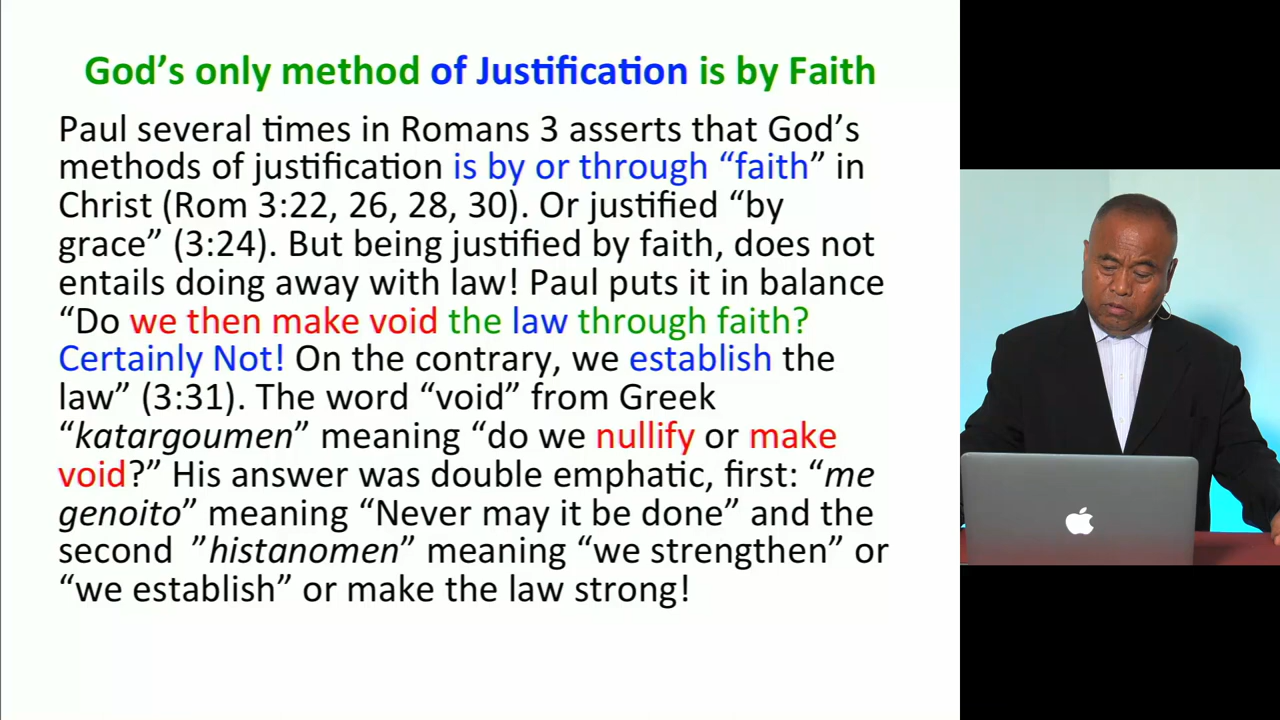 God’s only method of Justification is by Faith
Paul several times in Romans 3 asserts that God’s
methods of justification is by or through “faith” in
Christ (Rom 3:22, 26, 28, 30). Or justified “by
grace” (3:24). But being justified by faith, does not
entails doing away with law! Paul puts it in balance
“Do we then make void the law through faith?
Certainly Not! On the contrary, we establish the
law” (3:31). The word “void” from Greek
“katargoumen” meaning “do we nullify or make
void?” His answer was double emphatic, first: “me
genoito” meaning “Never may it be done” and the
second ”histanomen” meaning “we strengthen” or
“we establish” or make the law strong!